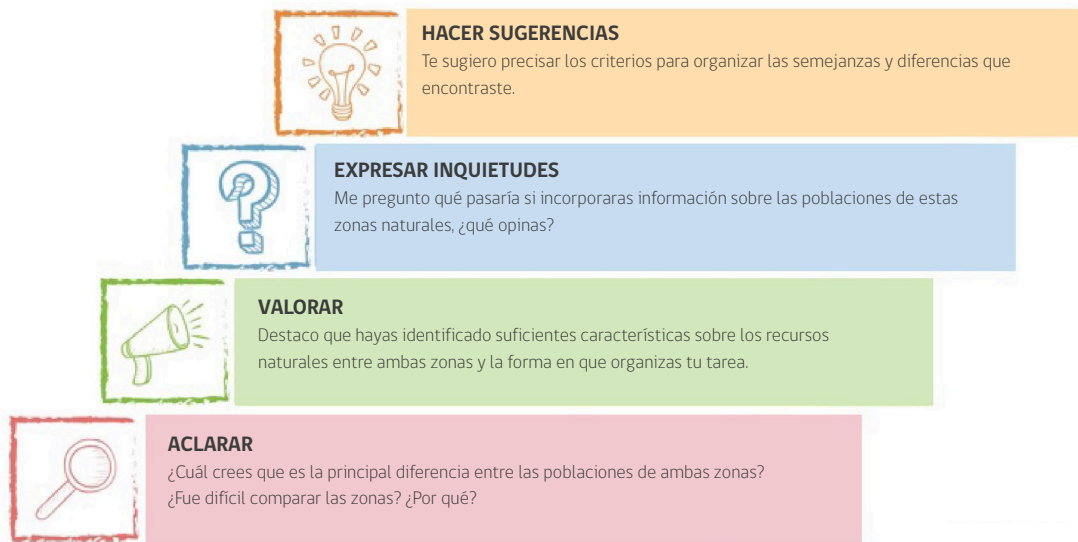 HACER SUGERENCIAS
Te sugiero precisar los criterios para organizar las semejanzas y diferencias que
encontraste.
EXPRESAR INQUIETUDES
Me pregunto qué pasaría si incorporaras información sobre las poblaciones de estas
zonas naturales, ¿qué opinas?
VALORAR
Destaco que hayas identificado suficientes características sobre los recursos
naturales entre ambas zonas y la forma en que organizas tu tarea.
ACLARAR
¿Cuál crees que es la principal diferencia entre las poblaciones de ambas zonas?
¿Fue difícil comparar las zonas? ¿Por qué?